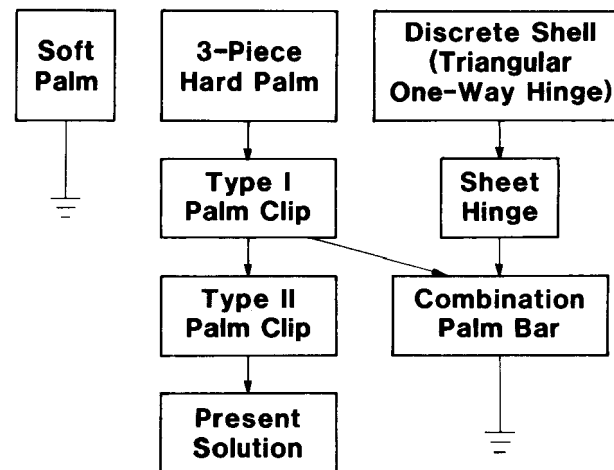 Soft
Palm
3-Piece
Hard Palm
Discrete Shell
(Triangular
One-Way Hinge)
Type I
Palm Clip
Sheet
Hinge
Type II
Palm Clip
Combination
Palm Bar
Present
Solution